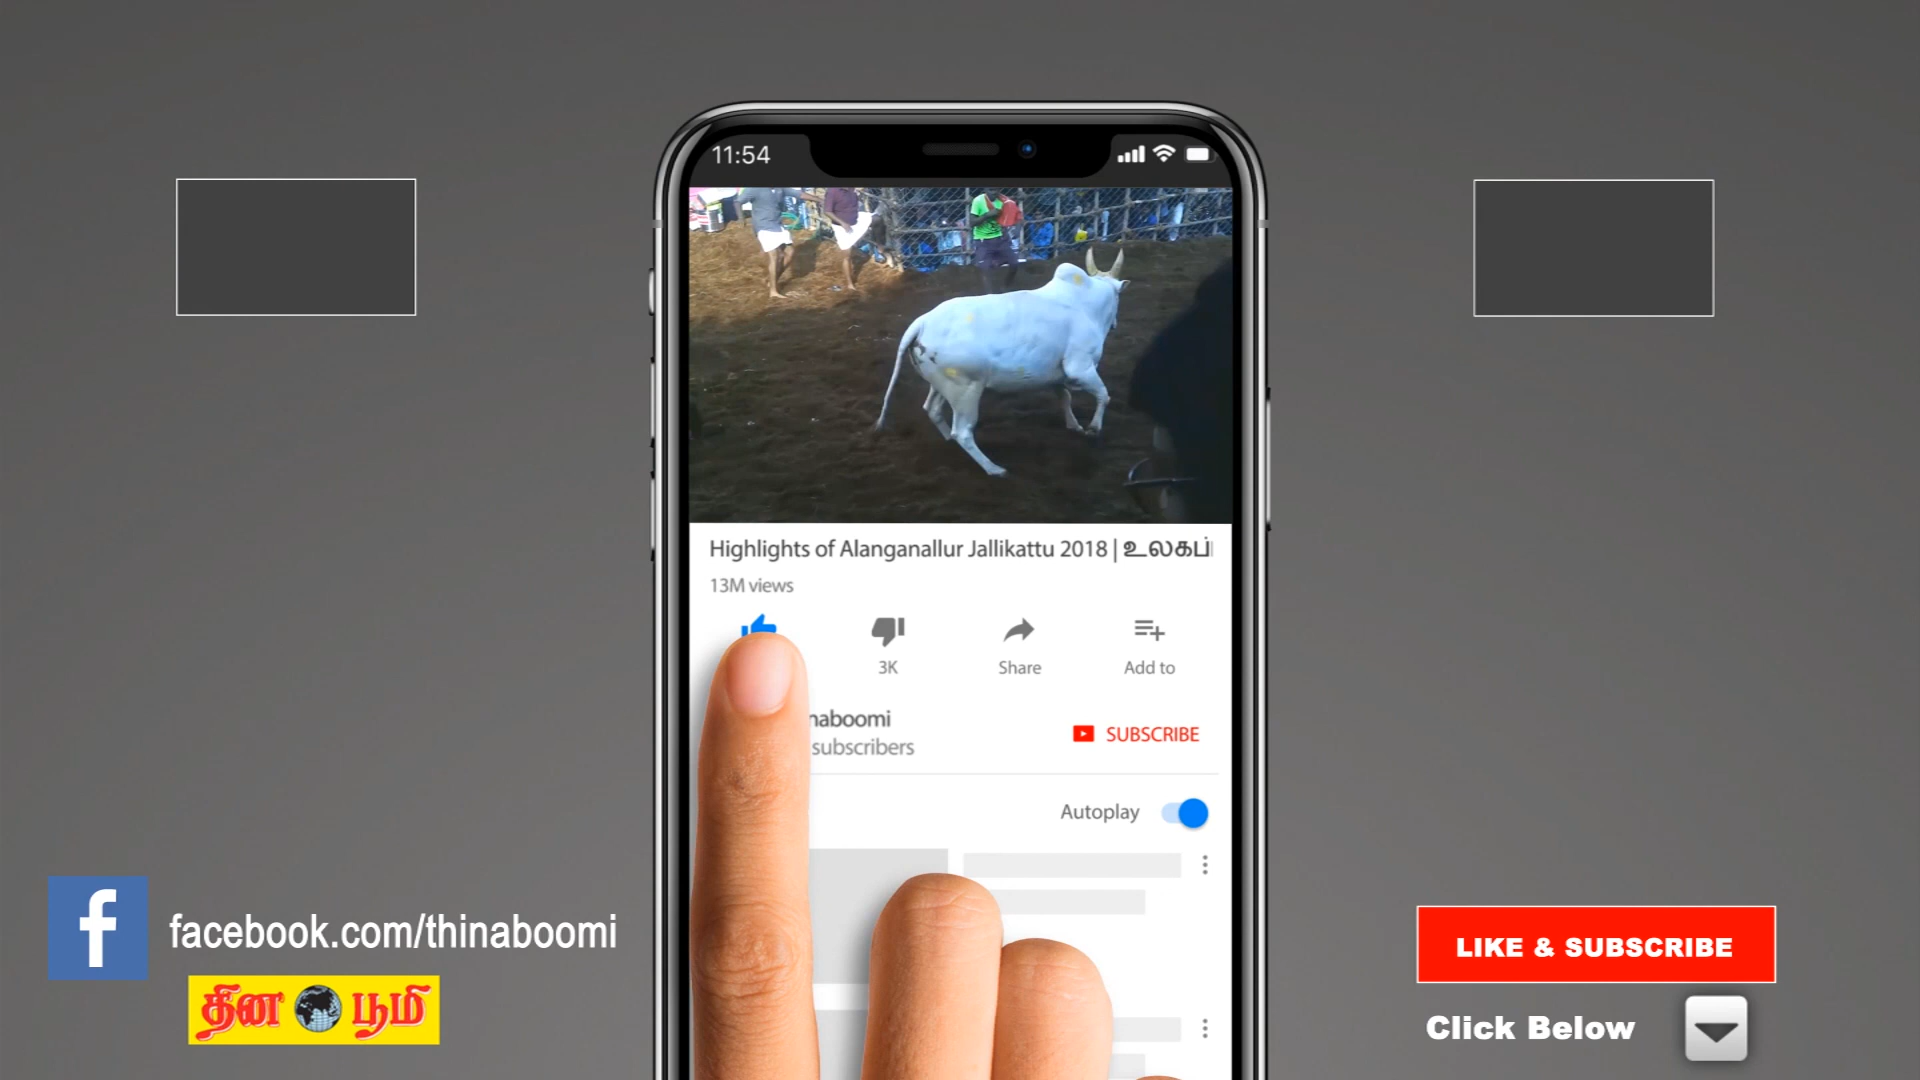 11:54
Highlights of Alanganallur Jallikattu 2018 | உலகப்
13M views
3K
Share
Add to
naboomi
subscribers
SUBSCRIBE
Autoplay
facebook.com/thinaboomi
தின பூமி
LIKE & SUBSCRIBE
Click Below